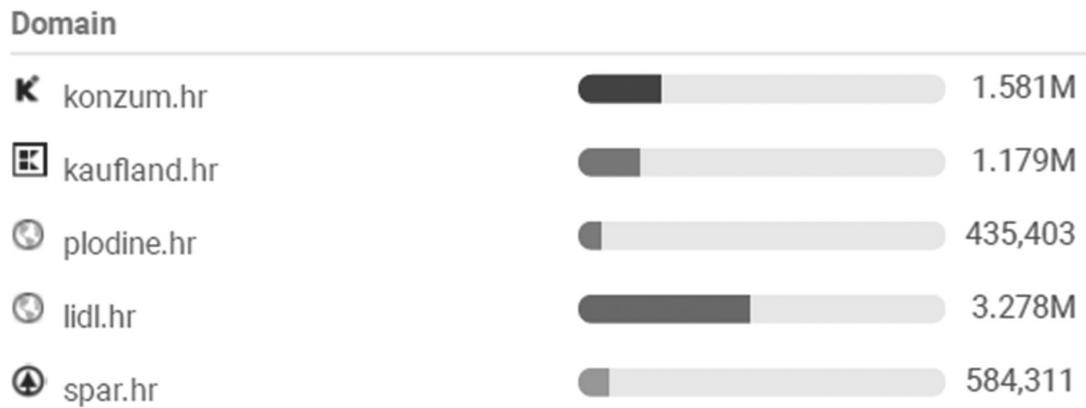 Domain
konzum.hr 1.581M
kaufland.hr 1.179M
plodine.hr 435,403
lidl.hr 3.278M
spar.hr 584,311